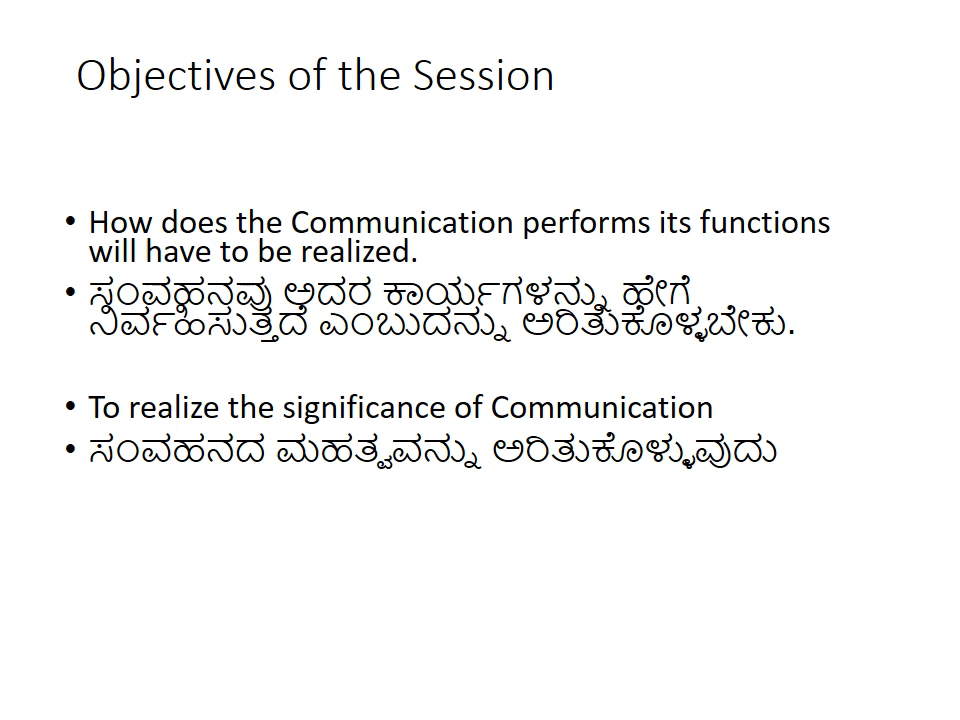 Objectives of the Session
• How does the Communication performs its functions
will have to be realized.
• ಸಂವಹನವು ಅದರ ಕಾರ್ಯಗಳನ್ನು ಹೇಗೆ
ನಿರ್ವಹಿಸುತ್ತದೆ ಎಂಬುದನ್ನು ಅರಿತುಕೊಳ್ಳಬೇಕು.
• To realize the significance of Communication
• ಸಂವಹನದ ಮಹತ್ವವನ್ನು ಅರಿತುಕೊಳ್ಳುವುದು